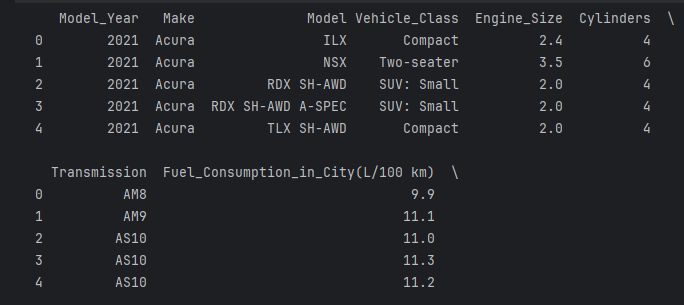 Model_Year Make Model Vehicle_Class Engine_Size Cylinders \
0 2021 Acura ILX Compact 2.4 4
1 2021 Acura NSX Two-seater 3.5 6
2 2021 Acura RDX SH-AWD SUV: Small 2.0 4
3 2021 Acura RDX SH-AWD A-SPEC SUV: Small 2.0 4
4 2021 Acura TLX SH-AWD Compact 2.0 4
Transmission Fuel_Consumption_in_City(L/100 km) \
0 AM8 9.9
1 AM9 11.1
2 AS10 11.0
3 AS10 11.3
4 AS10 11.2